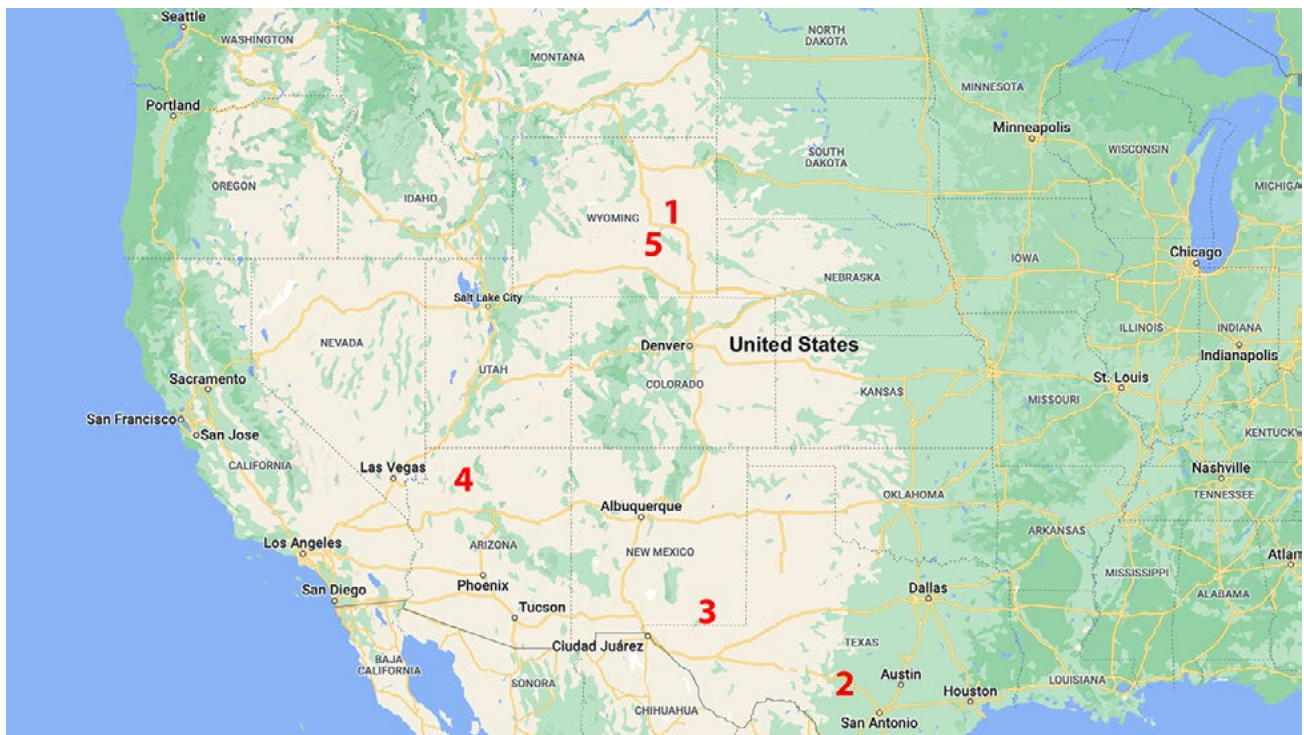 Seattle
WASHINGTON
MONTANA
NORTH
DAKOTA
MINNESOTA
Portland
Minneapolis
SOUTH
DAKOTA
WISCONSIN
MICHIGA
OREGON
IDAHO
WYOMING
1
5
IOWA
Chicago
NEBRASKA
Salt Lake City
NEVADA
Denver
United States
ILLINOIS
INDIANA
Indianapolis
UTAH
COLORADO
Sacramento
KANSAS
St. Louis
MISSOURI
San Francisco
San Jose
KENTUCKY
CALIFORNIA
Las Vegas
4
Nashville
TENNESSEE
OKLAHOMA
Albuquerque
ARKANSAS
Los Angeles
ARIZONA
NEW MEXICO
Atlan
MISSISSIPPI
San Diego
Phoenix
Dallas
ALABAMA
Tucson
3
Ciudad Juárez
TEXAS
BAJA
CALIFORNIA
SONORA
2
Austin
Houston
LOUISIANA
CHIHUAHUA
San Antonio